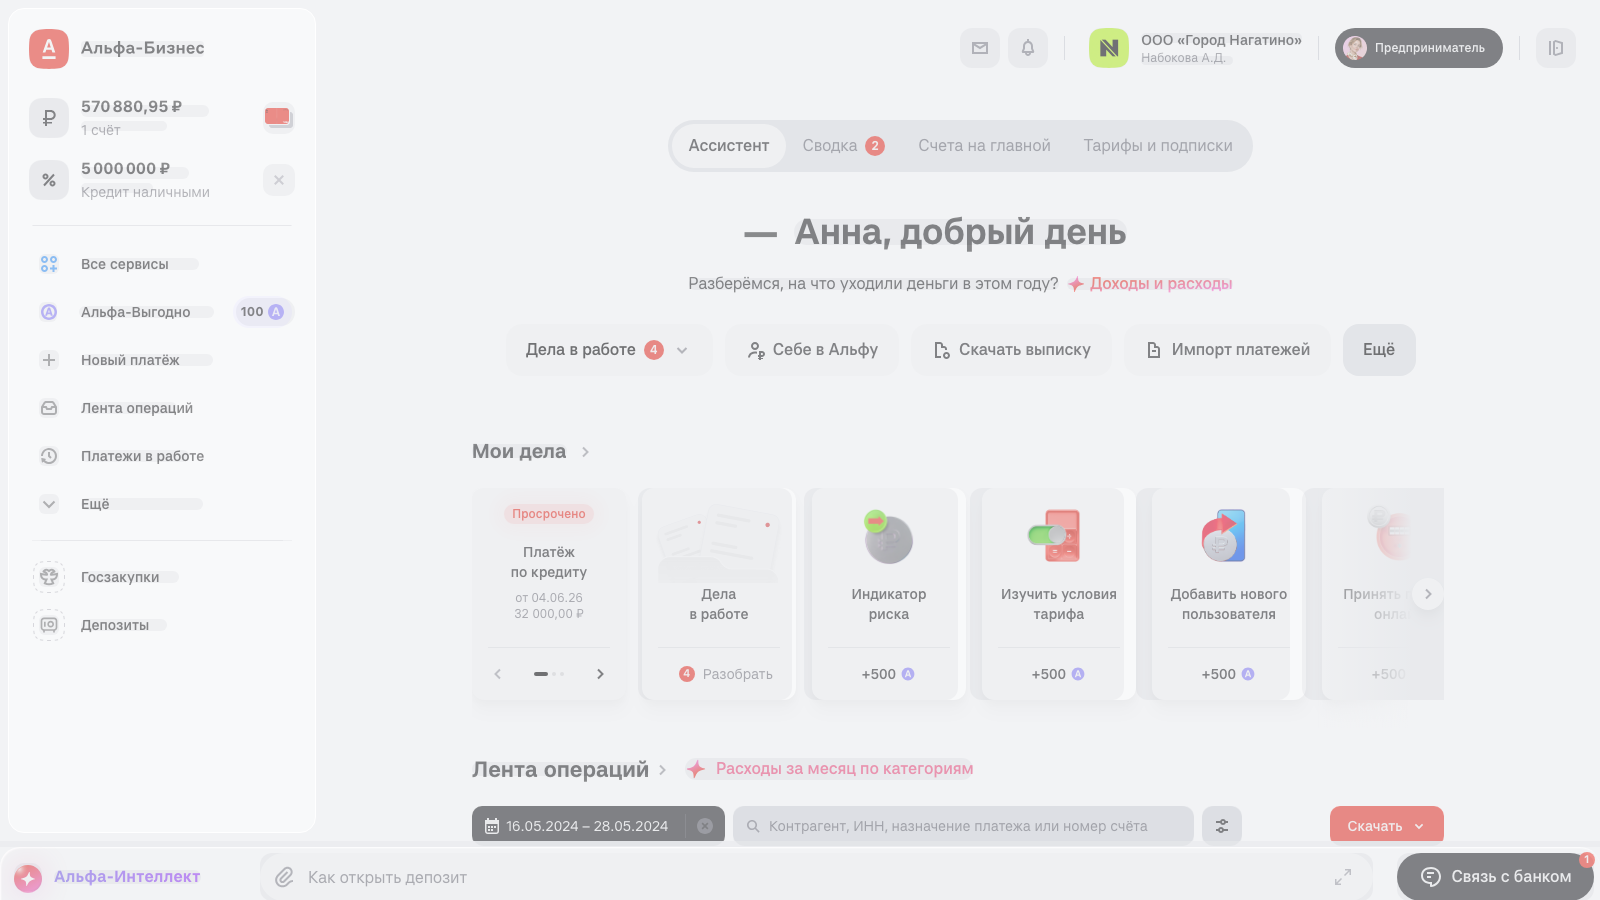 Альфа-Бизнес
570 880,95 ₽
1 счёт
5 000 000 ₽
Кредит наличными
Все сервисы
Альфа-Выгодно
100 A
Новый платёж
Лента операций
Платежи в работе
Ещё
Госзакупки
Депозиты
ООО «Город Нагатино»
Набокова А.Д.
Предприниматель
Ассистент
Сводка 2
Счета на главной
Тарифы и подписки
— Анна, добрый день
Разберёмся, на что уходили деньги в этом году? Доходы и расходы
Дела в работе 4
Себе в Альфу
Скачать выписку
Импорт платежей
Ещё
Мои дела
Просрочено
Платёж
по кредиту
от 04.06.26
32 000,00 ₽
Дела
в работе
4 Разобрать
Индикатор
риска
+500 A
Изучить условия
тарифа
+500 A
Добавить нового
пользователя
+500 A
Принять
+500
Лента операций
Расходы за месяц по категориям
16.05.2024 – 28.05.2024
Контрагент, ИНН, назначение платежа или номер счёта
Скачать
Альфа-Интеллект
Как открыть депозит
Связь с банком
1